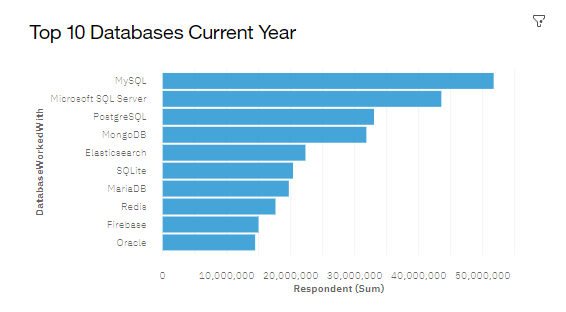 Top 10 Databases Current Year
DatabaseWorkedWith
MySQL
Microsoft SQL Server
PostgreSQL
MongoDB
Elasticsearch
SQLite
MariaDB
Redis
Firebase
Oracle
0 10,000,000 20,000,000 30,000,000 40,000,000 50,000,000
Respondent (Sum)